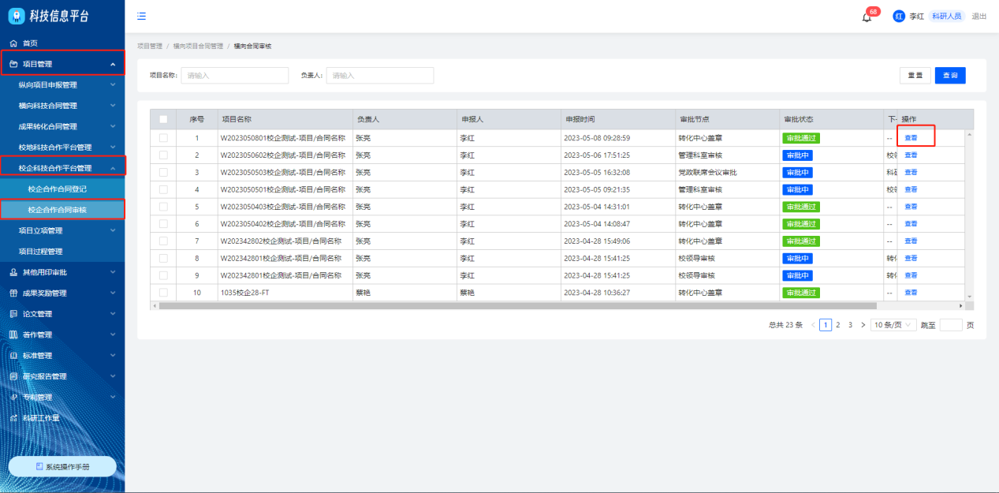 科技信息平台
68
红 李红 科研人员 退出
首页
项目管理
纵向项目申报管理
横向科技合同管理
成果转化合同管理
校地科技合作平台管理
校企科技合作平台管理
校企合作合同登记
校企合作合同审核
项目立项管理
项目过程管理
其他用印审批
成果奖励管理
论文管理
著作管理
标准管理
研究报告管理
专利管理
科研工作量
系统操作手册
项目管理 / 横向项目合同管理 / 横向合同审核
项目名称: 请输入 负责人: 请输入 重置 查询
序号 项目名称 负责人 申报人 申报时间 审批节点 审批状态 下- 操作
1 W2023050801校企测试-项目/合同名称 张亮 李红 2023-05-08 09:28:59 转化中心盖章 审批通过 -- 查看
2 W2023050602校企测试-项目/合同名称 张亮 李红 2023-05-06 17:51:25 管理科室审核 审批中 校 查看
3 W2023050503校企测试-项目/合同名称 张亮 李红 2023-05-05 16:32:08 党政联席会议审批 审批中 科 查看
4 W2023050501校企测试-项目/合同名称 张亮 李红 2023-05-05 09:21:35 管理科室审核 审批中 校 查看
5 W2023050403校企测试-项目/合同名称 张亮 李红 2023-05-04 14:31:01 转化中心盖章 审批通过 -- 查看
6 W2023050402校企测试-项目/合同名称 张亮 李红 2023-05-04 14:08:47 转化中心盖章 审批通过 -- 查看
7 W202342802校企测试-项目/合同名称 张亮 李红 2023-04-28 15:49:06 转化中心盖章 审批通过 -- 查看
8 W202342801校企测试-项目/合同名称 张亮 李红 2023-04-28 15:41:25 校领导审核 审批中 转 查看
9 W202342801校企测试-项目/合同名称 张亮 李红 2023-04-28 15:41:25 校领导审核 审批中 转 查看
10 1035校企28-FT 蔡艳 蔡艳 2023-04-28 10:36:27 转化中心盖章 审批通过 -- 查看
总共 23 条 < 1 2 3 > 10 条/页 跳至 页